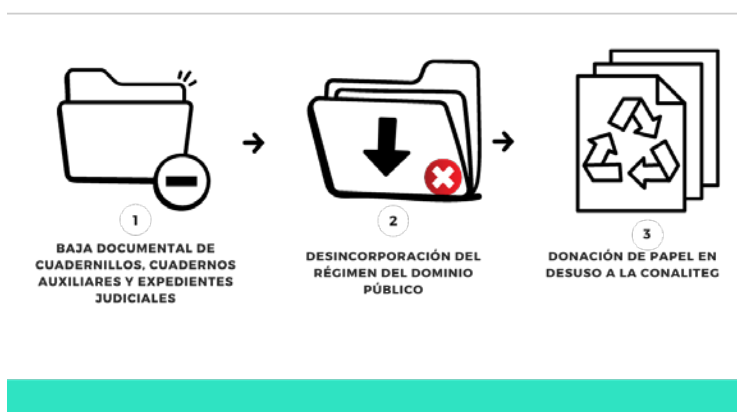 1
BAJA DOCUMENTAL DE
CUADERNILLOS, CUADERNOS
AUXILIARES Y EXPEDIENTES
JUDICIALES
2
DESINCORPORACIÓN DEL
RÉGIMEN DEL DOMINIO
PÚBLICO
3
DONACIÓN DE PAPEL EN
DESUSO A LA CONALITEG